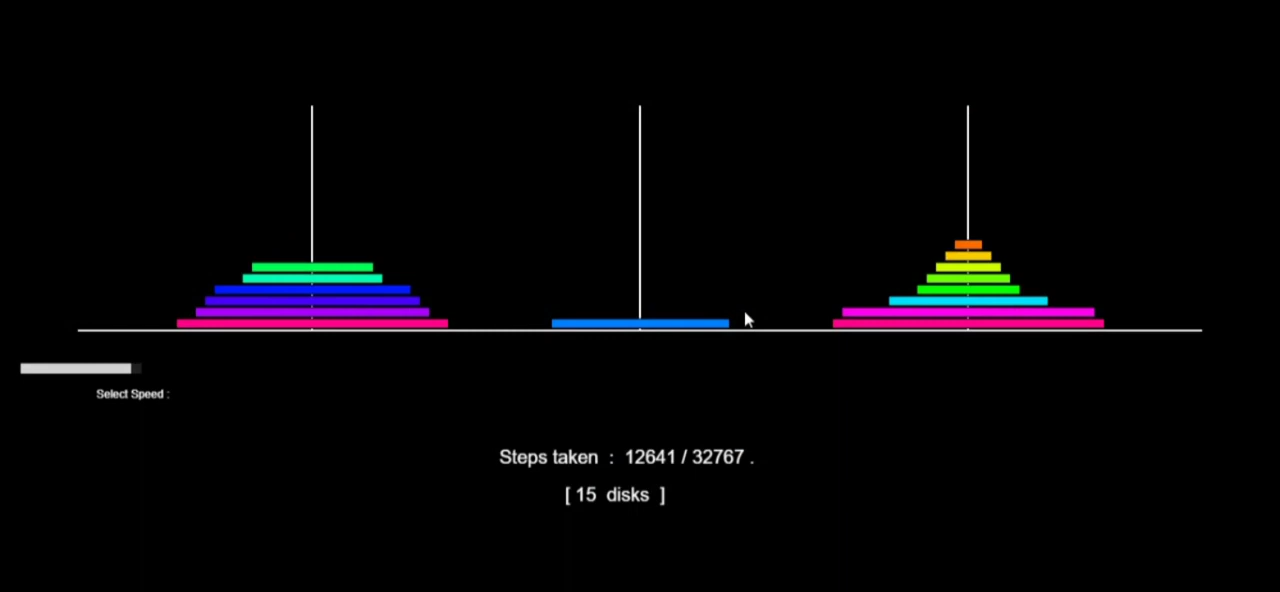 Select Speed :
Steps taken : 12641 / 32767 .
[ 15 disks ]